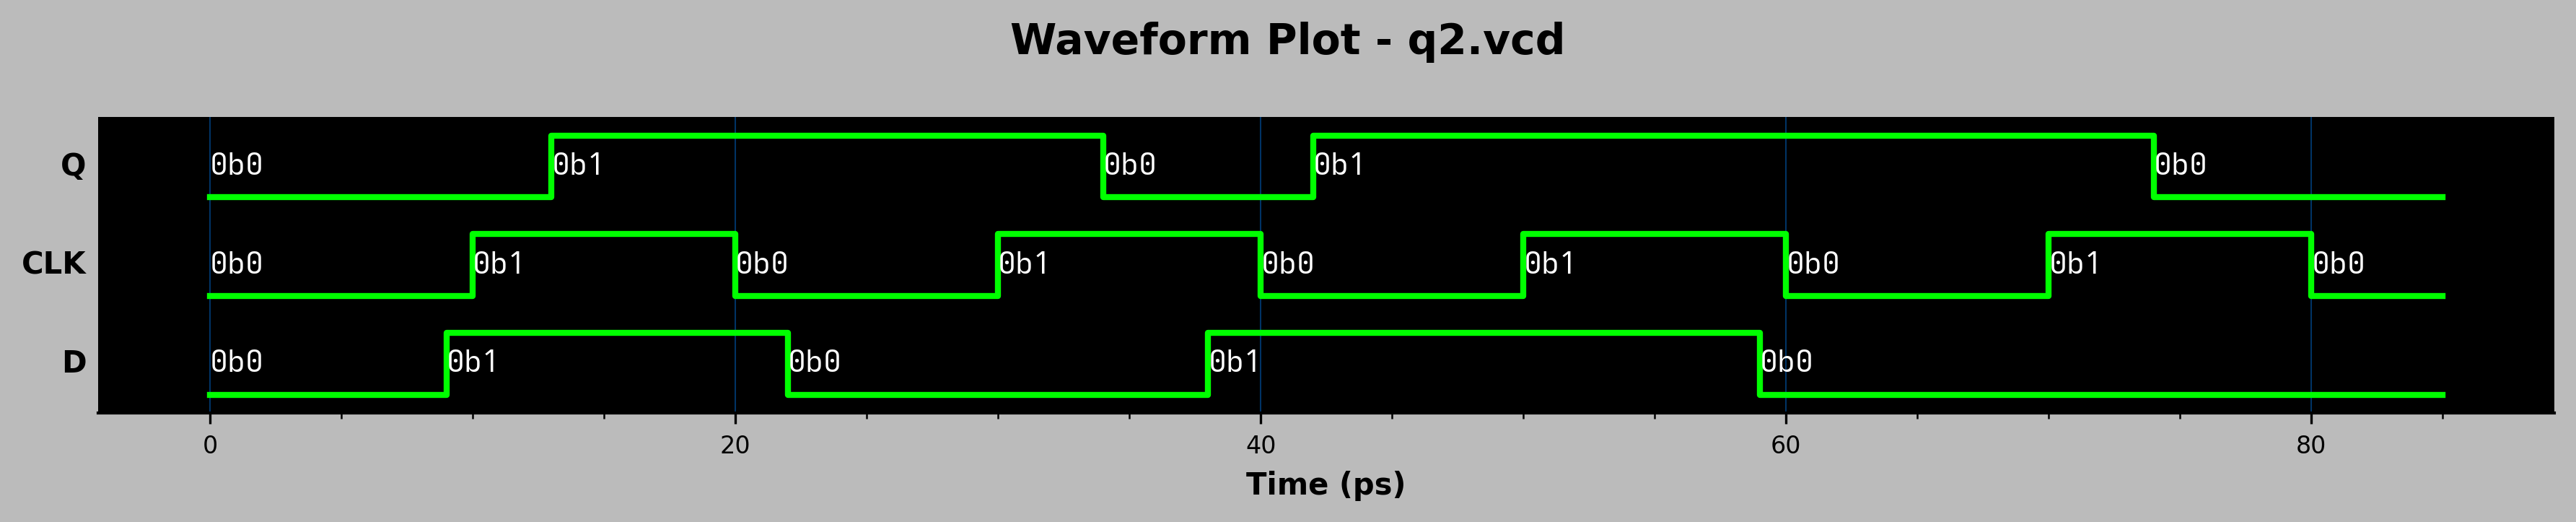 Waveform Plot - q2.vcd
Q 0b0 0b1 0b0 0b1 0b0
CLK 0b0 0b1 0b0 0b1 0b0 0b1 0b0 0b1 0b0
D 0b0 0b1 0b0 0b1 0b0
0 20 40 60 80
Time (ps)